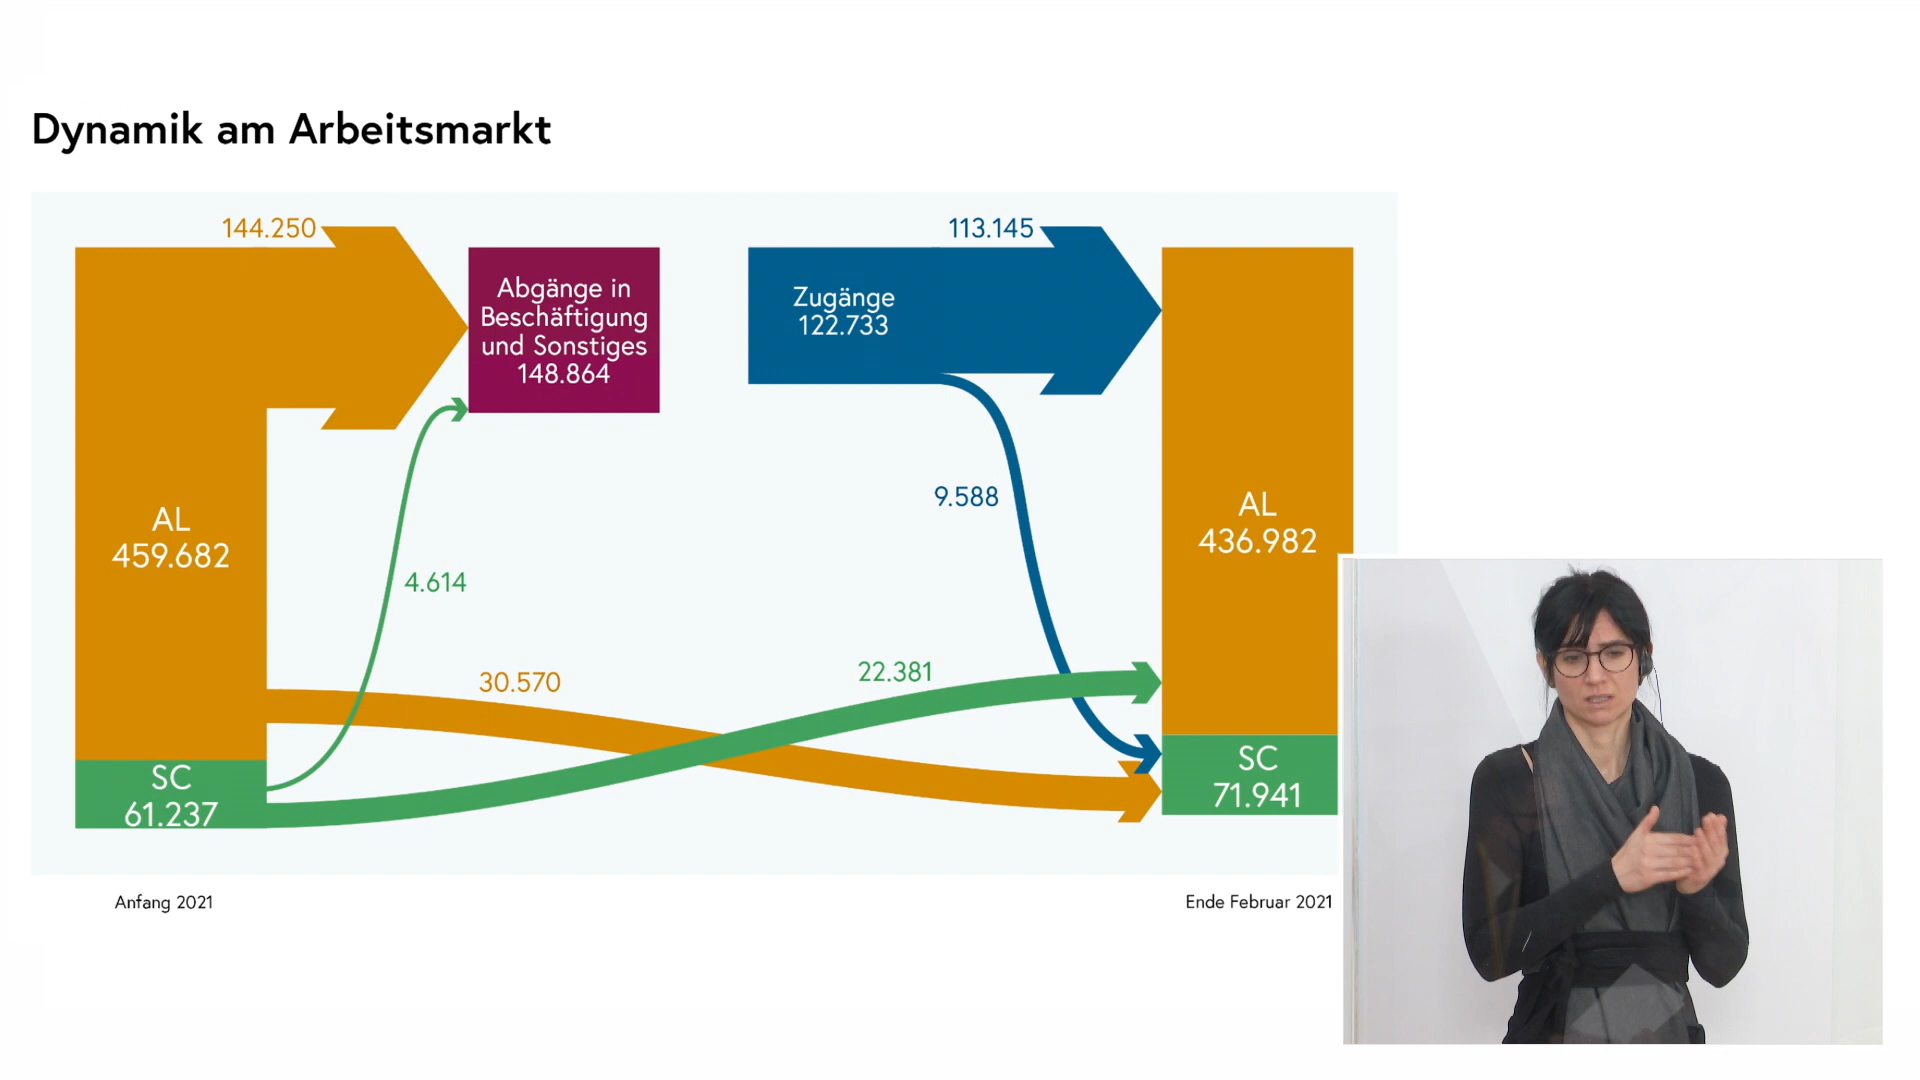 Dynamik am Arbeitsmarkt
144.250
113.145
Abgänge in
Beschäftigung
und Sonstiges
148.864
Zugänge
122.733
AL
459.682
9.588
AL
436.982
4.614
30.570
22.381
SC
61.237
SC
71.941
Anfang 2021
Ende Februar 2021